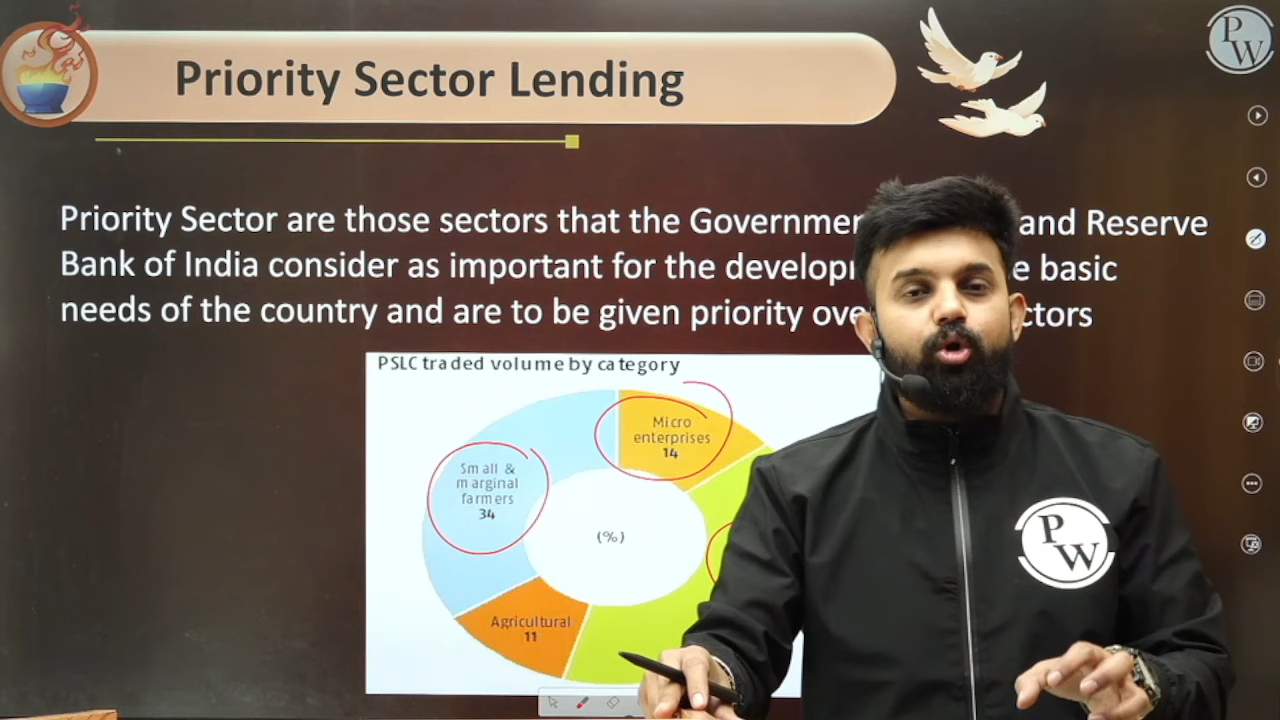 Priority Sector Lending
PW
Priority Sector are those sectors that the Governmen and Reserve
Bank of India consider as important for the develop e basic
needs of the country and are to be given priority ove ctors
PSLC traded volume by category
Micro
enterprises
14
Small &
marginal
farmers
34
(%)
Agricultural
11
PW